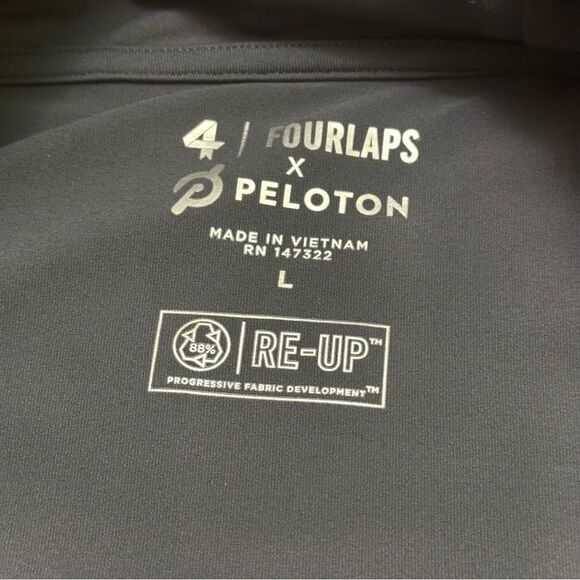 4 | FOURLAPS
X
PELOTON
MADE IN VIETNAM
RN 147322
L
88% | RE-UP™
PROGRESSIVE FABRIC DEVELOPMENT™